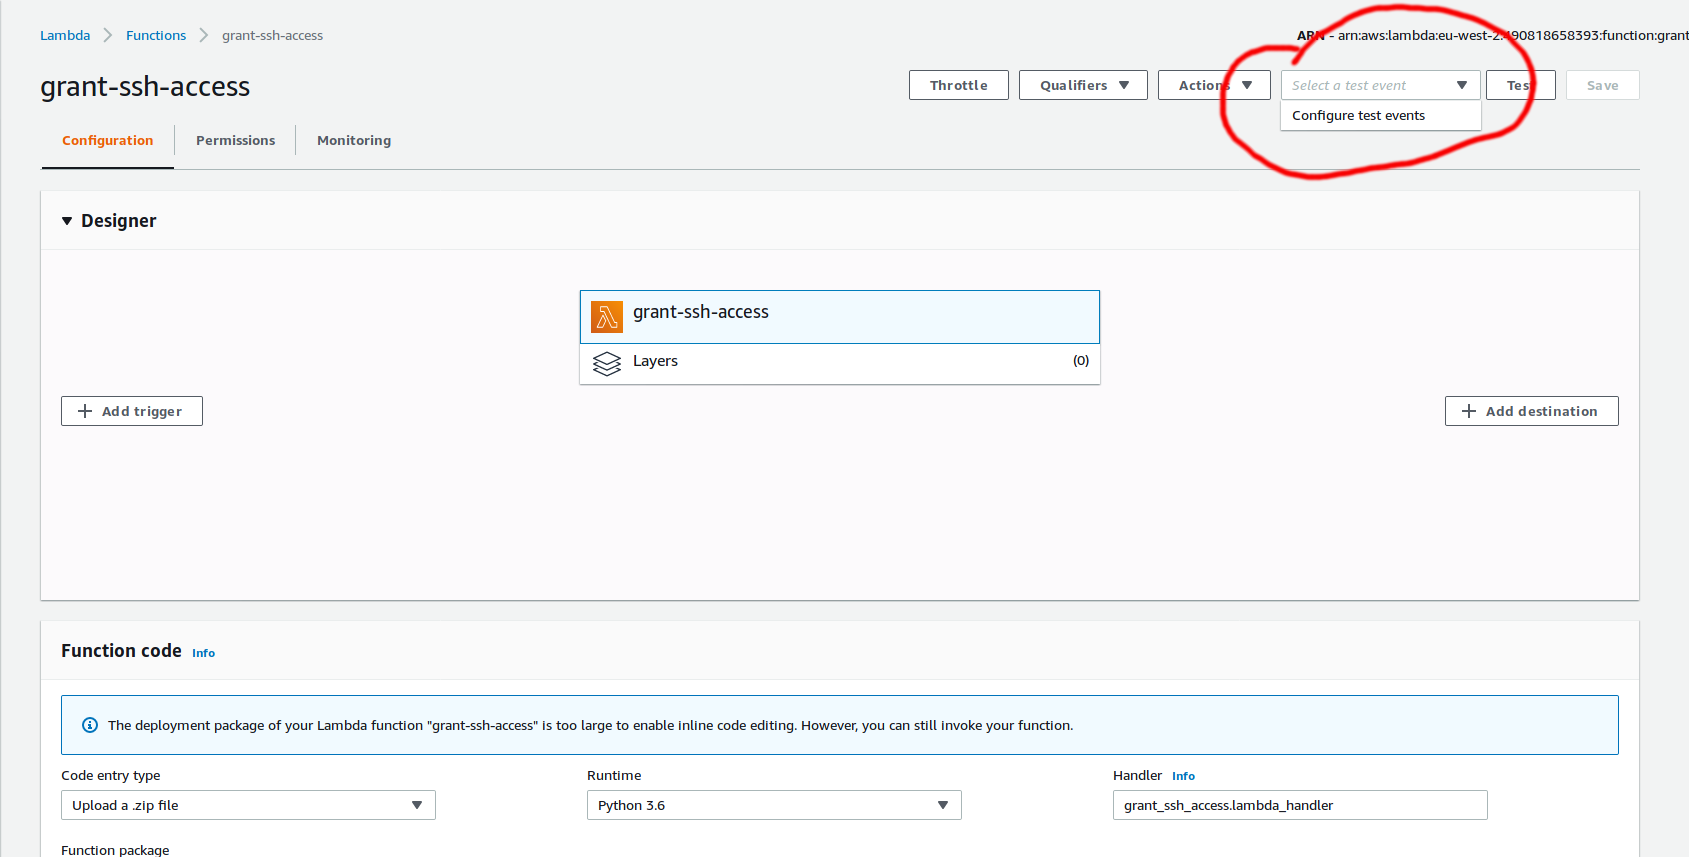 Lambda Functions grant-ssh-access
ARN - arn:aws:lambda:eu-west-2:490818658393:function:grant
grant-ssh-access
Throttle Qualifiers Actions Select a test event Test Save
Configure test events
Configuration Permissions Monitoring
Designer
grant-ssh-access
Layers (0)
Add trigger Add destination
Function code Info
The deployment package of your Lambda function "grant-ssh-access" is too large to enable inline code editing. However, you can still invoke your function.
Code entry type Runtime Handler Info
Upload a .zip file Python 3.6 grant_ssh_access.lambda_handler
Function package